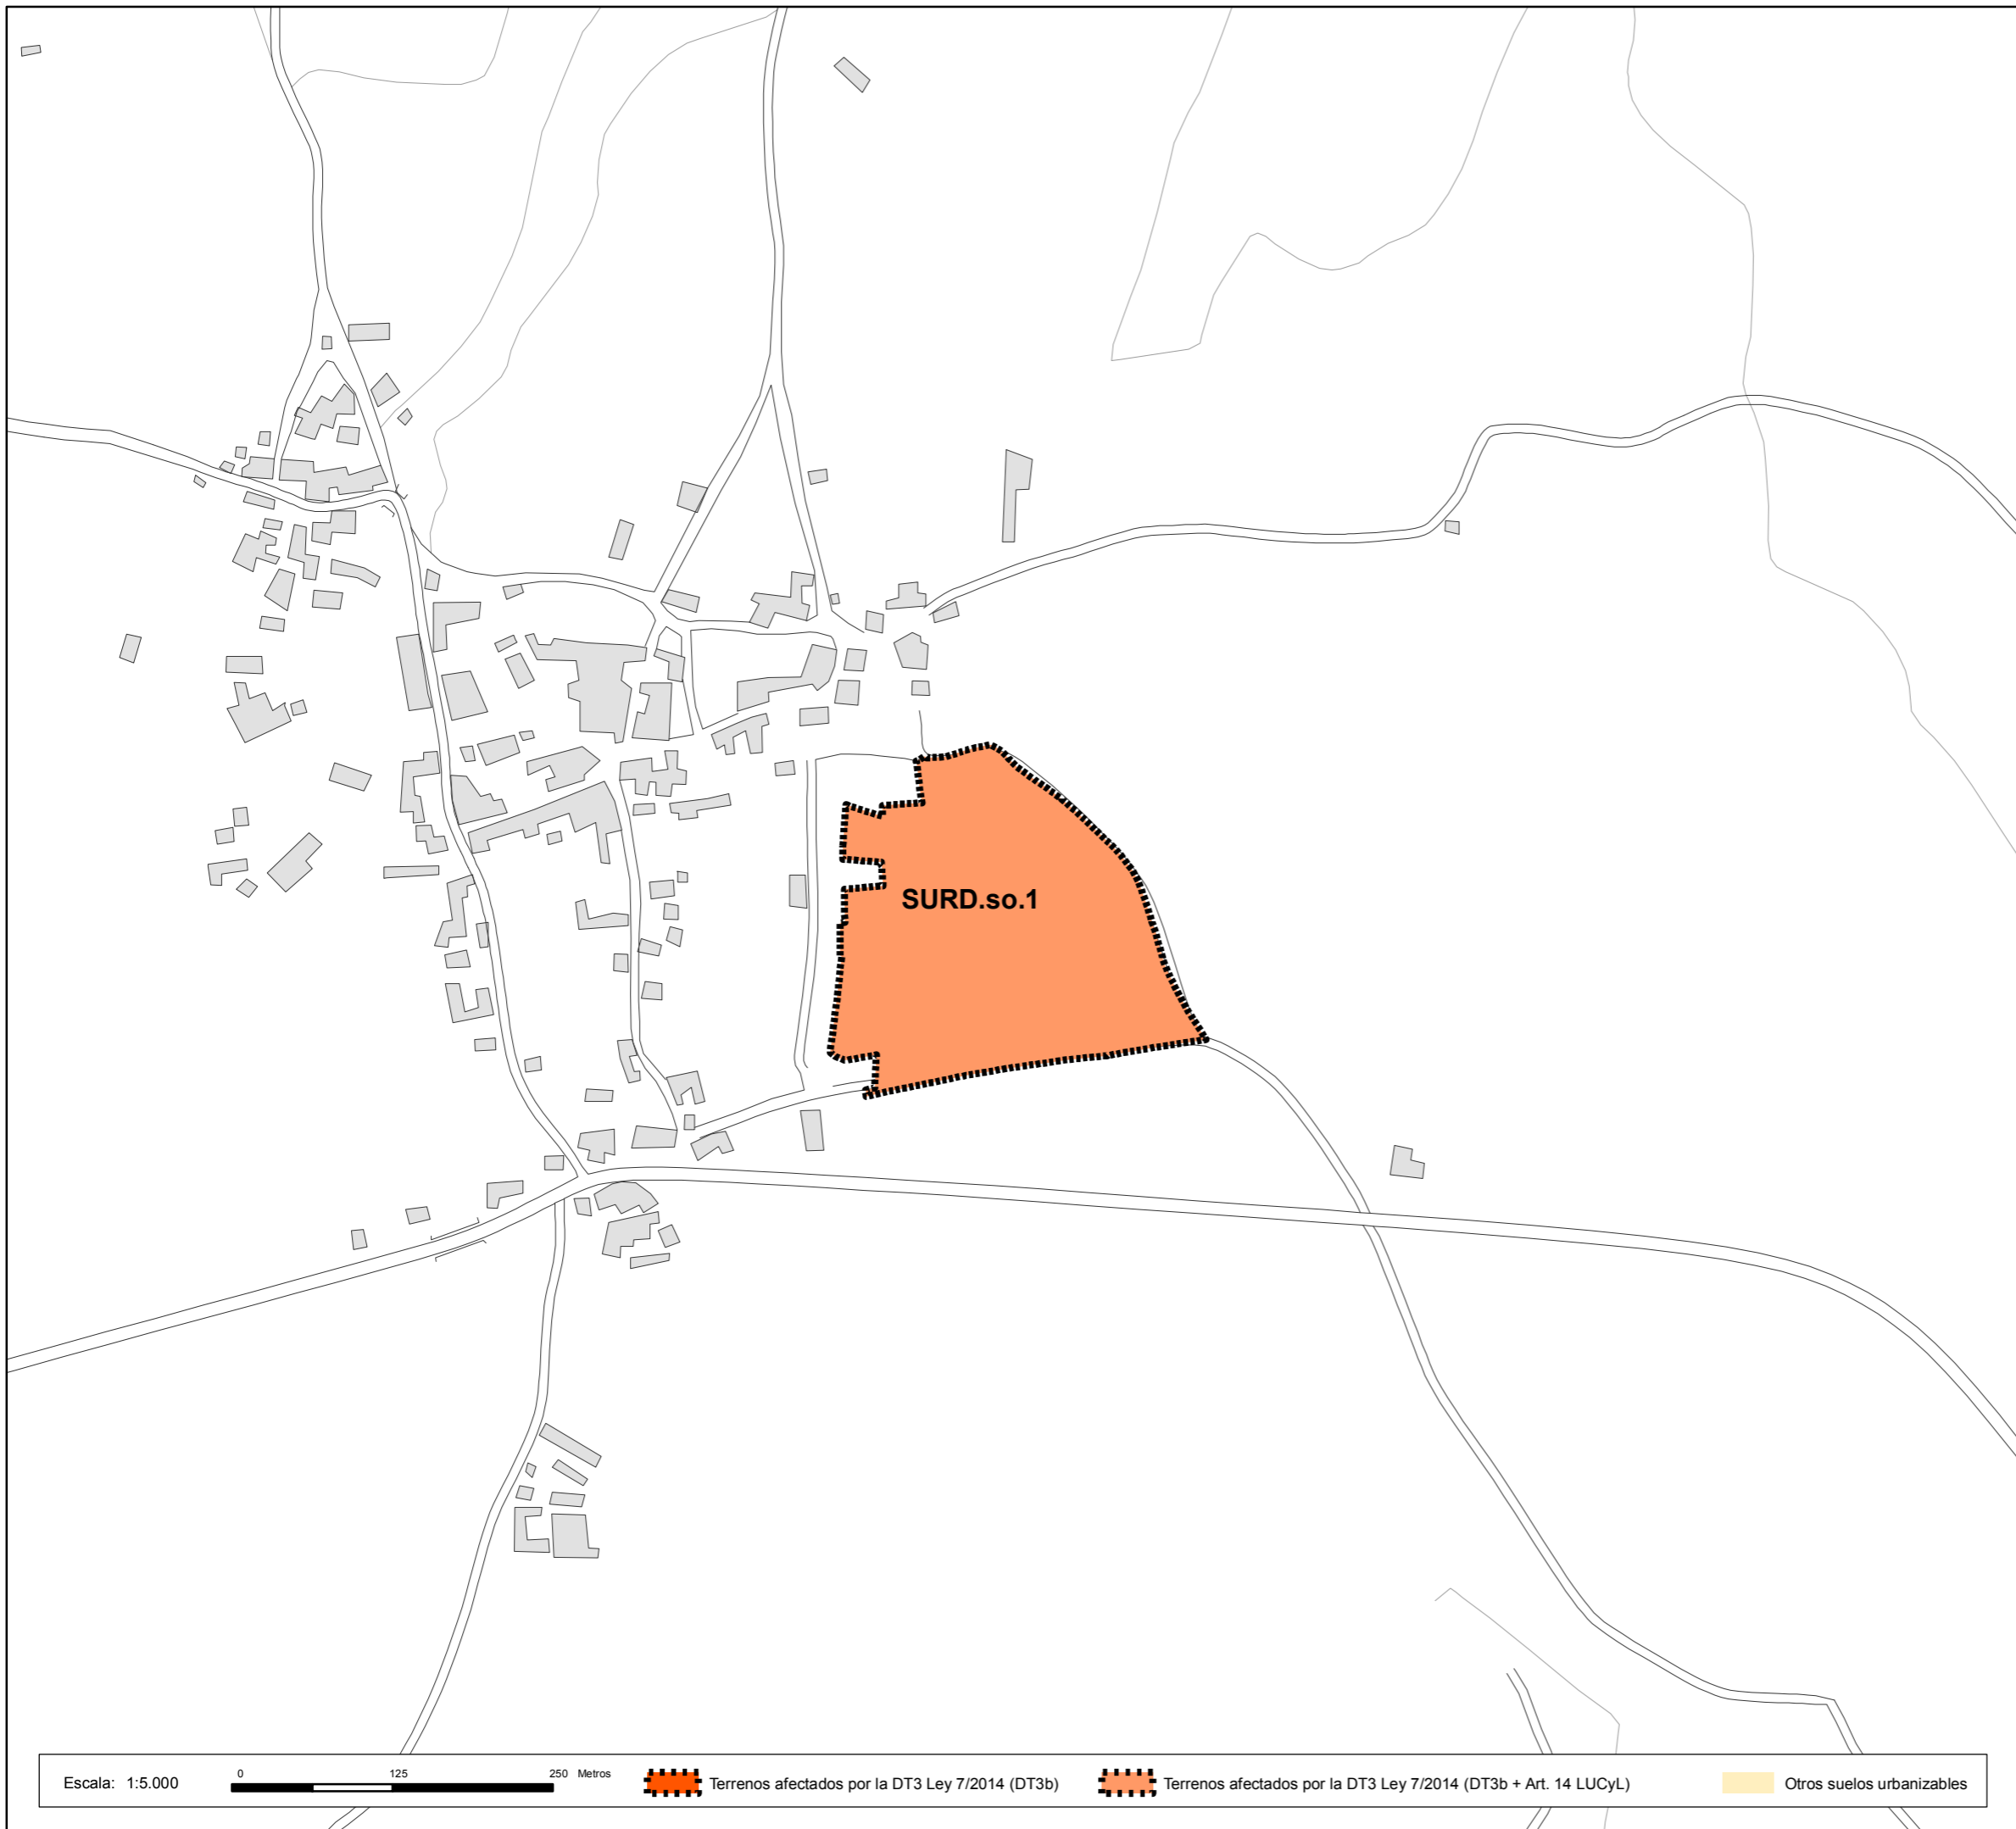 SURD.so.1
Escala: 1:5.000
0 125 250 Metros
Terrenos afectados por la DT3 Ley 7/2014 (DT3b)
Terrenos afectados por la DT3 Ley 7/2014 (DT3b + Art. 14 LUCyL)
Otros suelos urbanizables